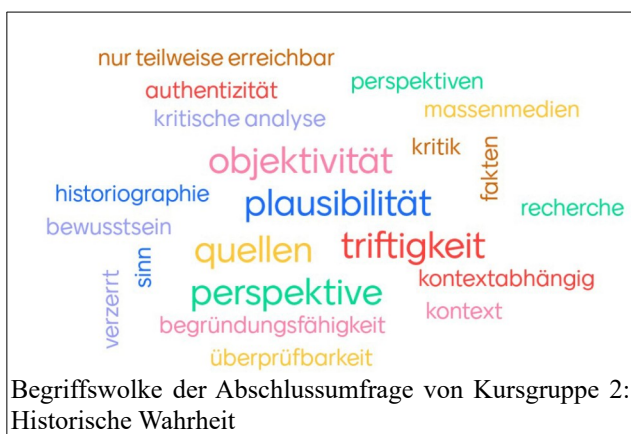 nur teilweise erreichbar
perspektiven
authentizität
massenmedien
kritische analyse
kritik
fakten
objektivität
historiographie
plausibilität
recherche
bewusstsein
sinn
quellen
triftigkeit
verzerrt
perspektive
kontextabhängig
kontext
begründungsfähigkeit
überprüfbarkeit
Begriffswolke der Abschlussumfrage von Kursgruppe 2:
Historische Wahrheit